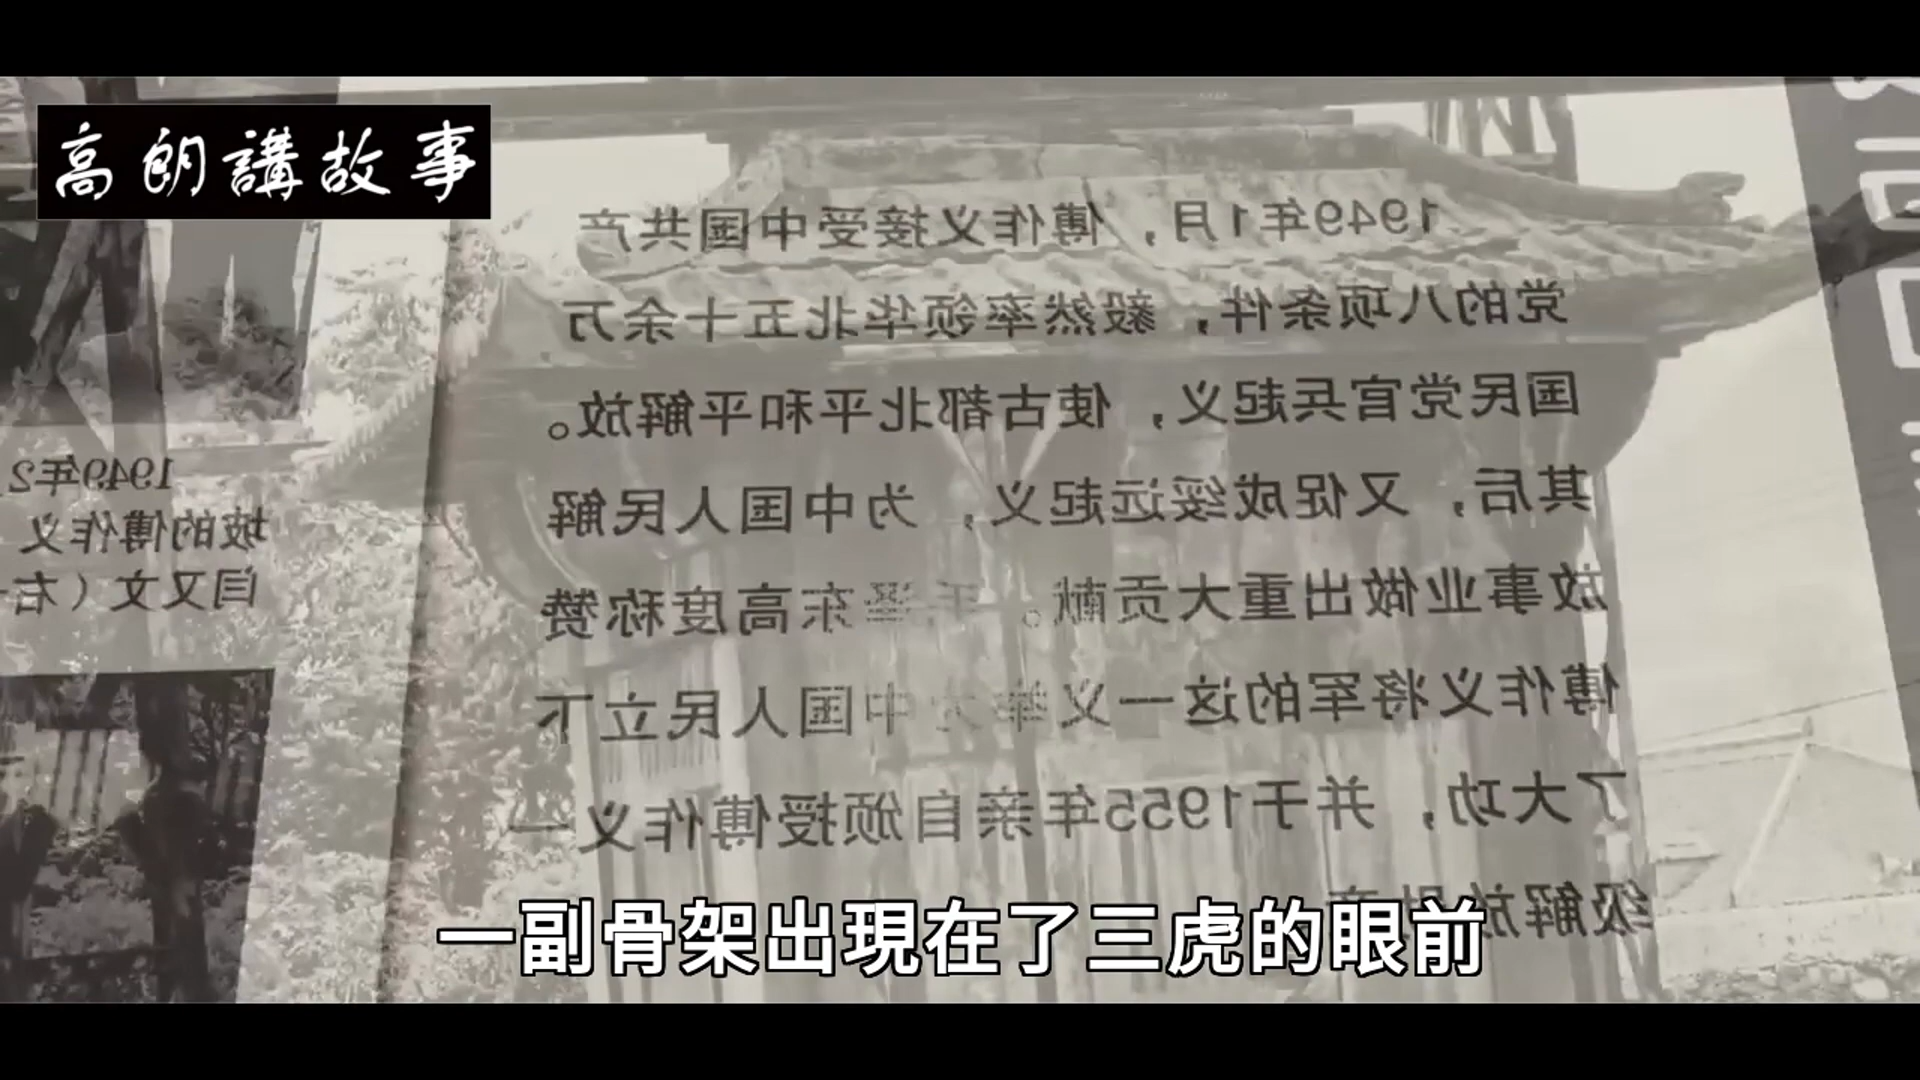 高朗講故事
1949年1月，傅作义接受中国共产
党的八项条件，毅然率领华北五十余万
国民党官兵起义，使古都北平和平解放。
其后，又促成绥远起义，为中国人民解
放事业做出重大贡献。毛泽东高度称赞
傅作义将军的这一义举为中国人民立下
了大功，并于1955年亲自颁授傅作义一
级解放
1949年2
坡的傅作义
闫又文（右
一副骨架出現在了三虎的眼前